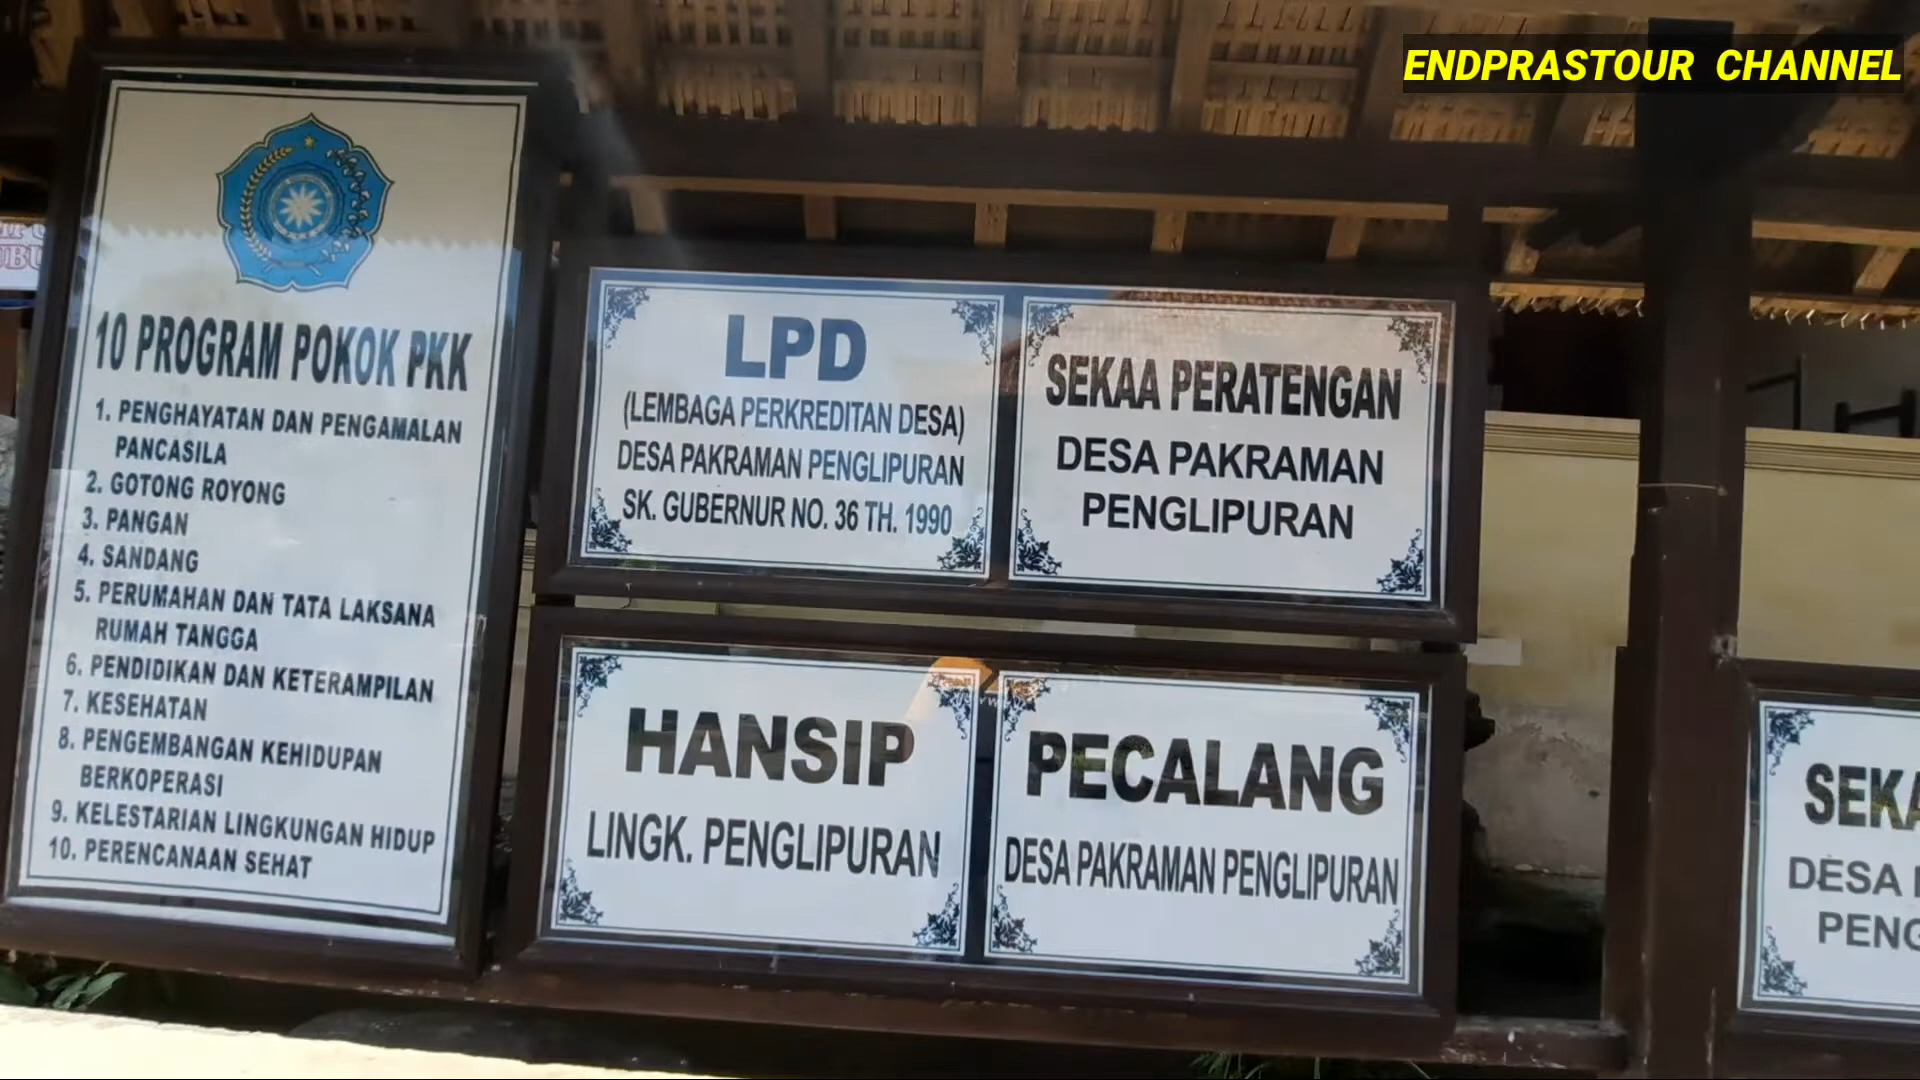 ENDPRASTOUR CHANNEL
10 PROGRAM POKOK PKK
1. PENGHAYATAN DAN PENGAMALAN
PANCASILA
2. GOTONG ROYONG
3. PANGAN
4. SANDANG
5. PERUMAHAN DAN TATA LAKSANA
RUMAH TANGGA
6. PENDIDIKAN DAN KETERAMPILAN
7. KESEHATAN
8. PENGEMBANGAN KEHIDUPAN
BERKOPERASI
9. KELESTARIAN LINGKUNGAN HIDUP
10. PERENCANAAN SEHAT
LPD
(LEMBAGA PERKREDITAN DESA)
DESA PAKRAMAN PENGLIPURAN
SK. GUBERNUR NO. 36 TH. 1990
SEKAA PERATENGAN
DESA PAKRAMAN
PENGLIPURAN
HANSIP
LINGK. PENGLIPURAN
PECALANG
DESA PAKRAMAN PENGLIPURAN
SEKA
DESA
PENG